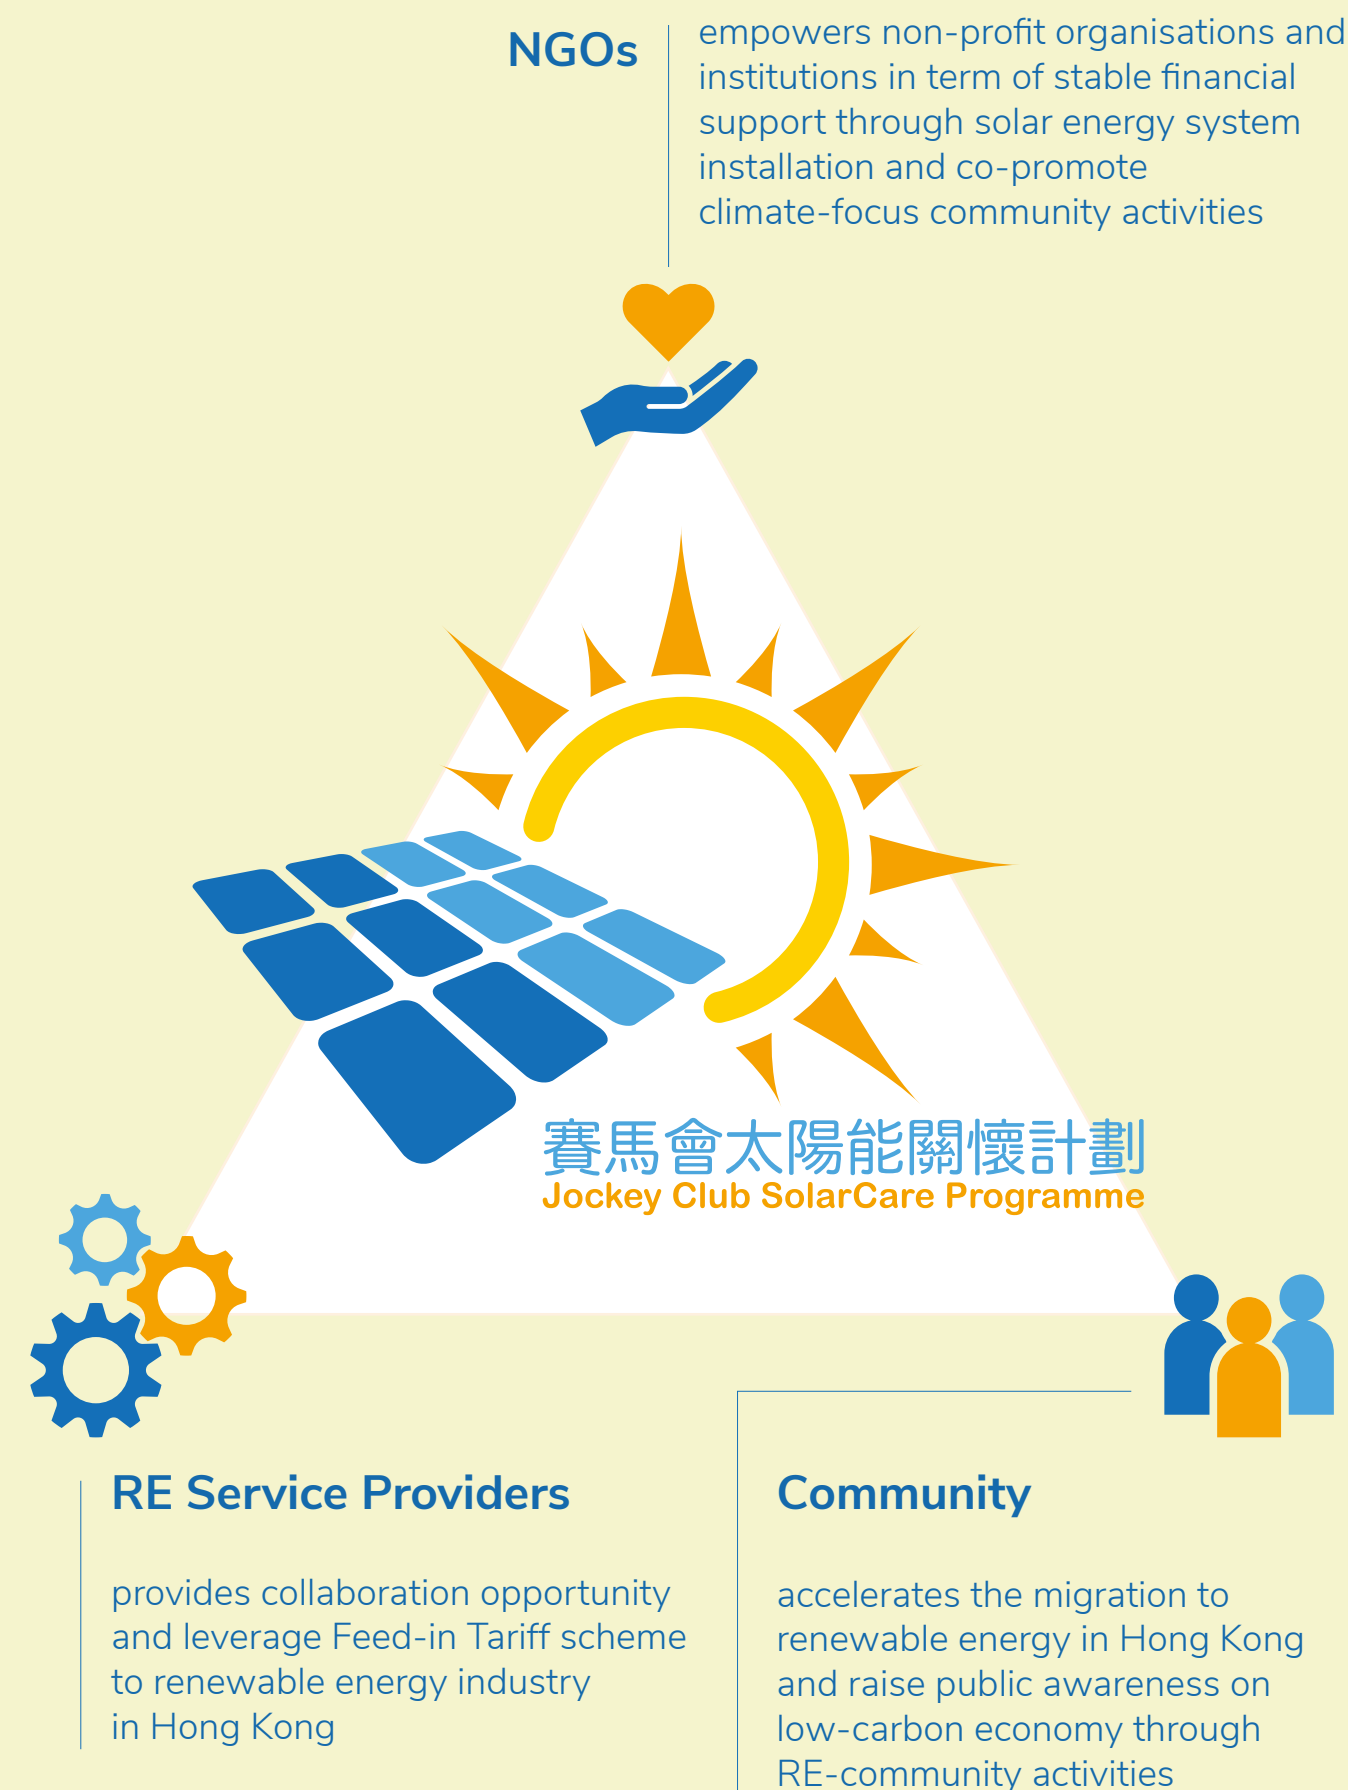 NGOs
empowers non-profit organisations and
institutions in term of stable financial
support through solar energy system
installation and co-promote
climate-focus community activities
賽馬會太陽能關懷計劃
Jockey Club SolarCare Programme
RE Service Providers
provides collaboration opportunity
and leverage Feed-in Tariff scheme
to renewable energy industry
in Hong Kong
Community
accelerates the migration to
renewable energy in Hong Kong
and raise public awareness on
low-carbon economy through
RE-community activities